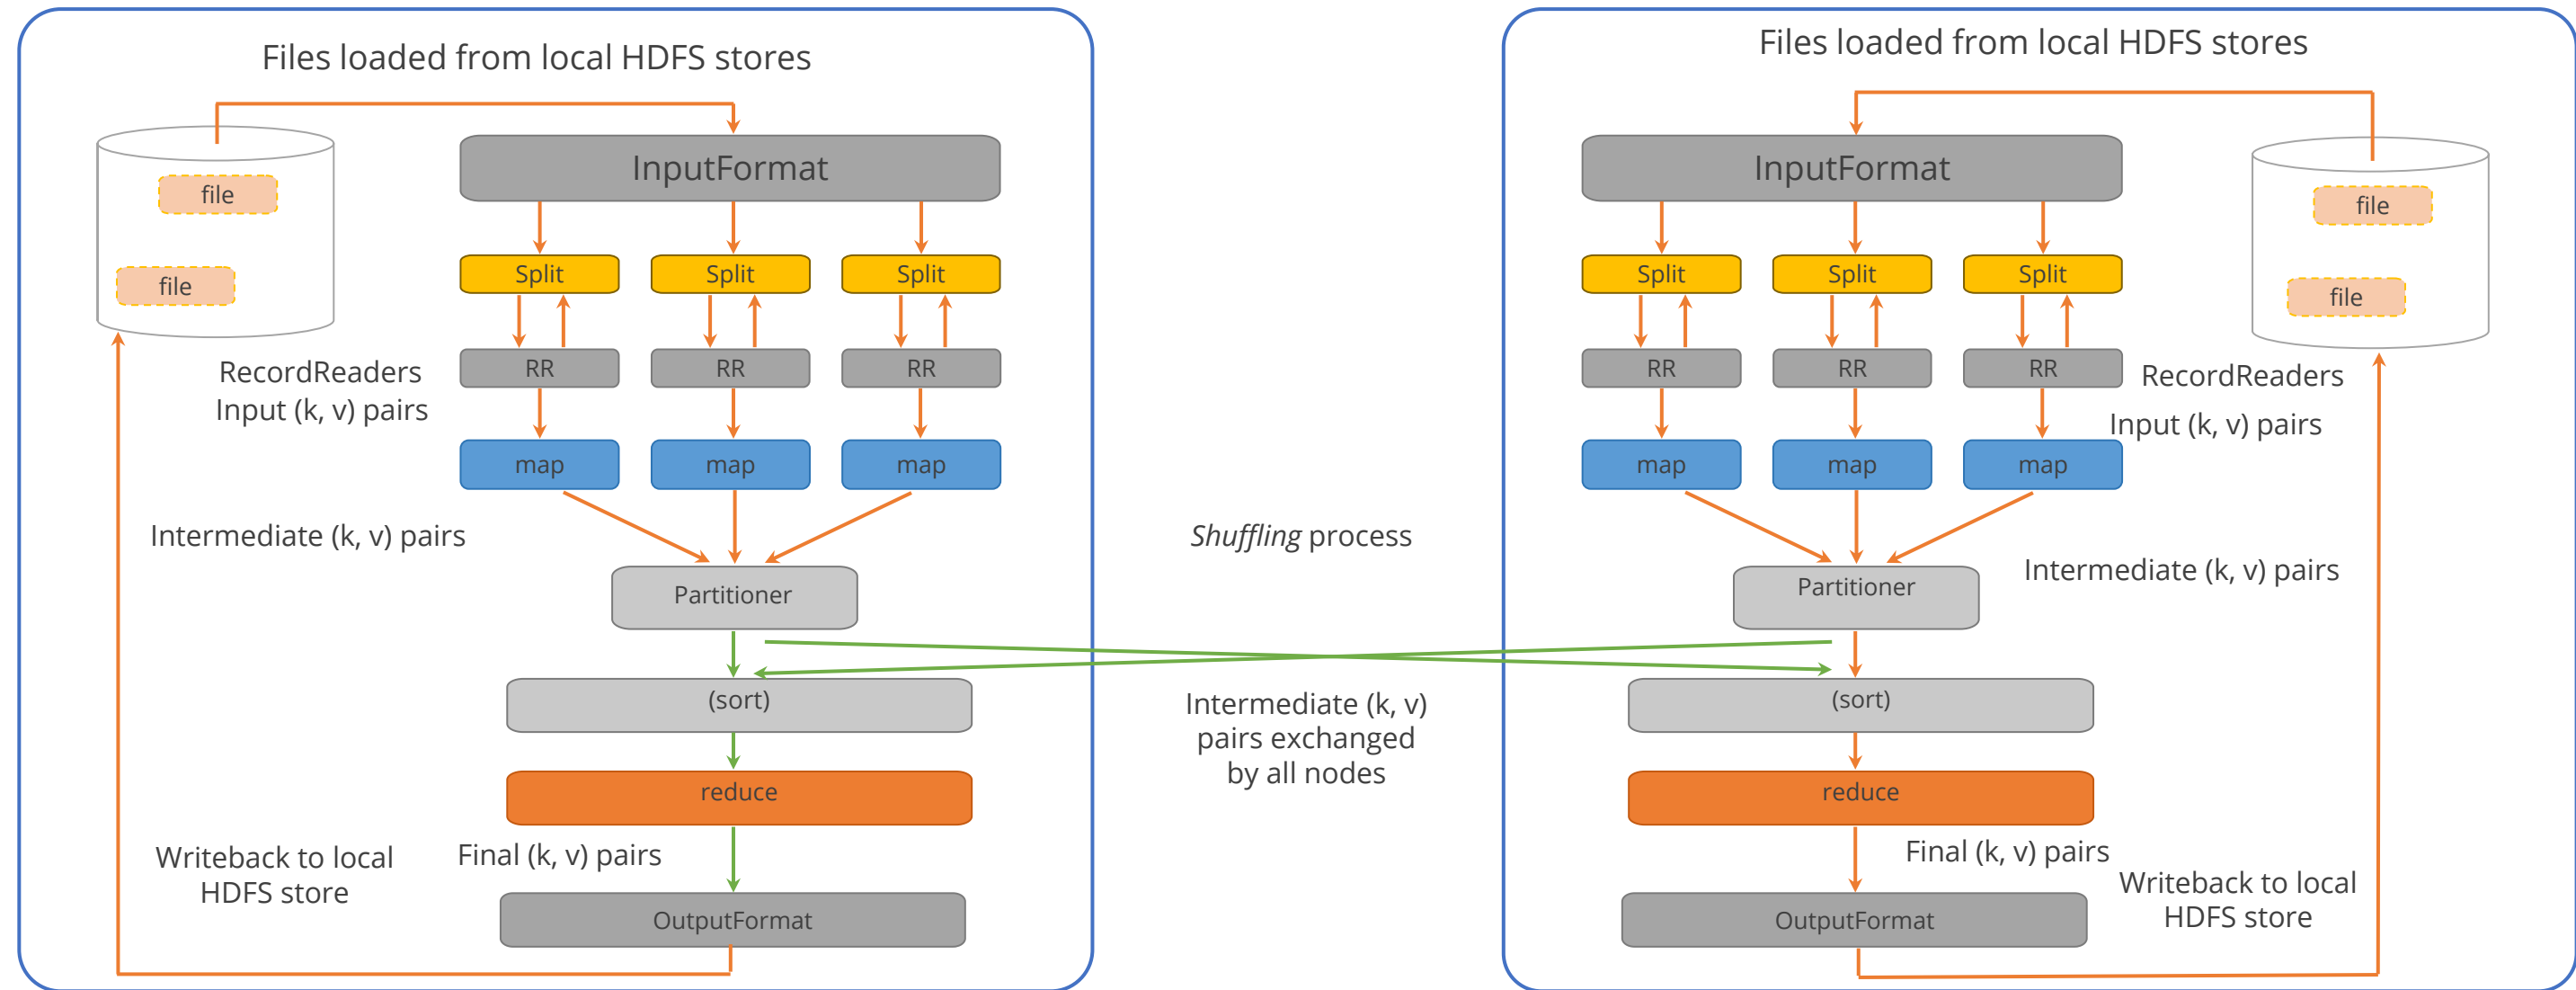 Files loaded from local HDFS stores
InputFormat
file
file
Split
Split
Split
RR
RR
RR
RecordReaders
Input (k, v) pairs
map
map
map
Intermediate (k, v) pairs
Partitioner
(sort)
reduce
Final (k, v) pairs
Writeback to local
HDFS store
OutputFormat
Shuffling process
Intermediate (k, v)
pairs exchanged
by all nodes
Files loaded from local HDFS stores
InputFormat
file
file
Split
Split
Split
RR
RR
RR
RecordReaders
Input (k, v) pairs
map
map
map
Intermediate (k, v) pairs
Partitioner
(sort)
reduce
Final (k, v) pairs
Writeback to local
HDFS store
OutputFormat